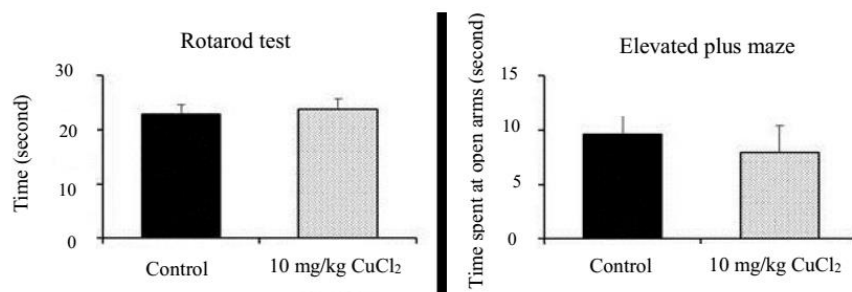 Rotarod test
Time (second)
30
20
10
0
Control
10 mg/kg CuCl₂
Elevated plus maze
Time spent at open arms (second)
15
10
5
0
Control
10 mg/kg CuCl₂